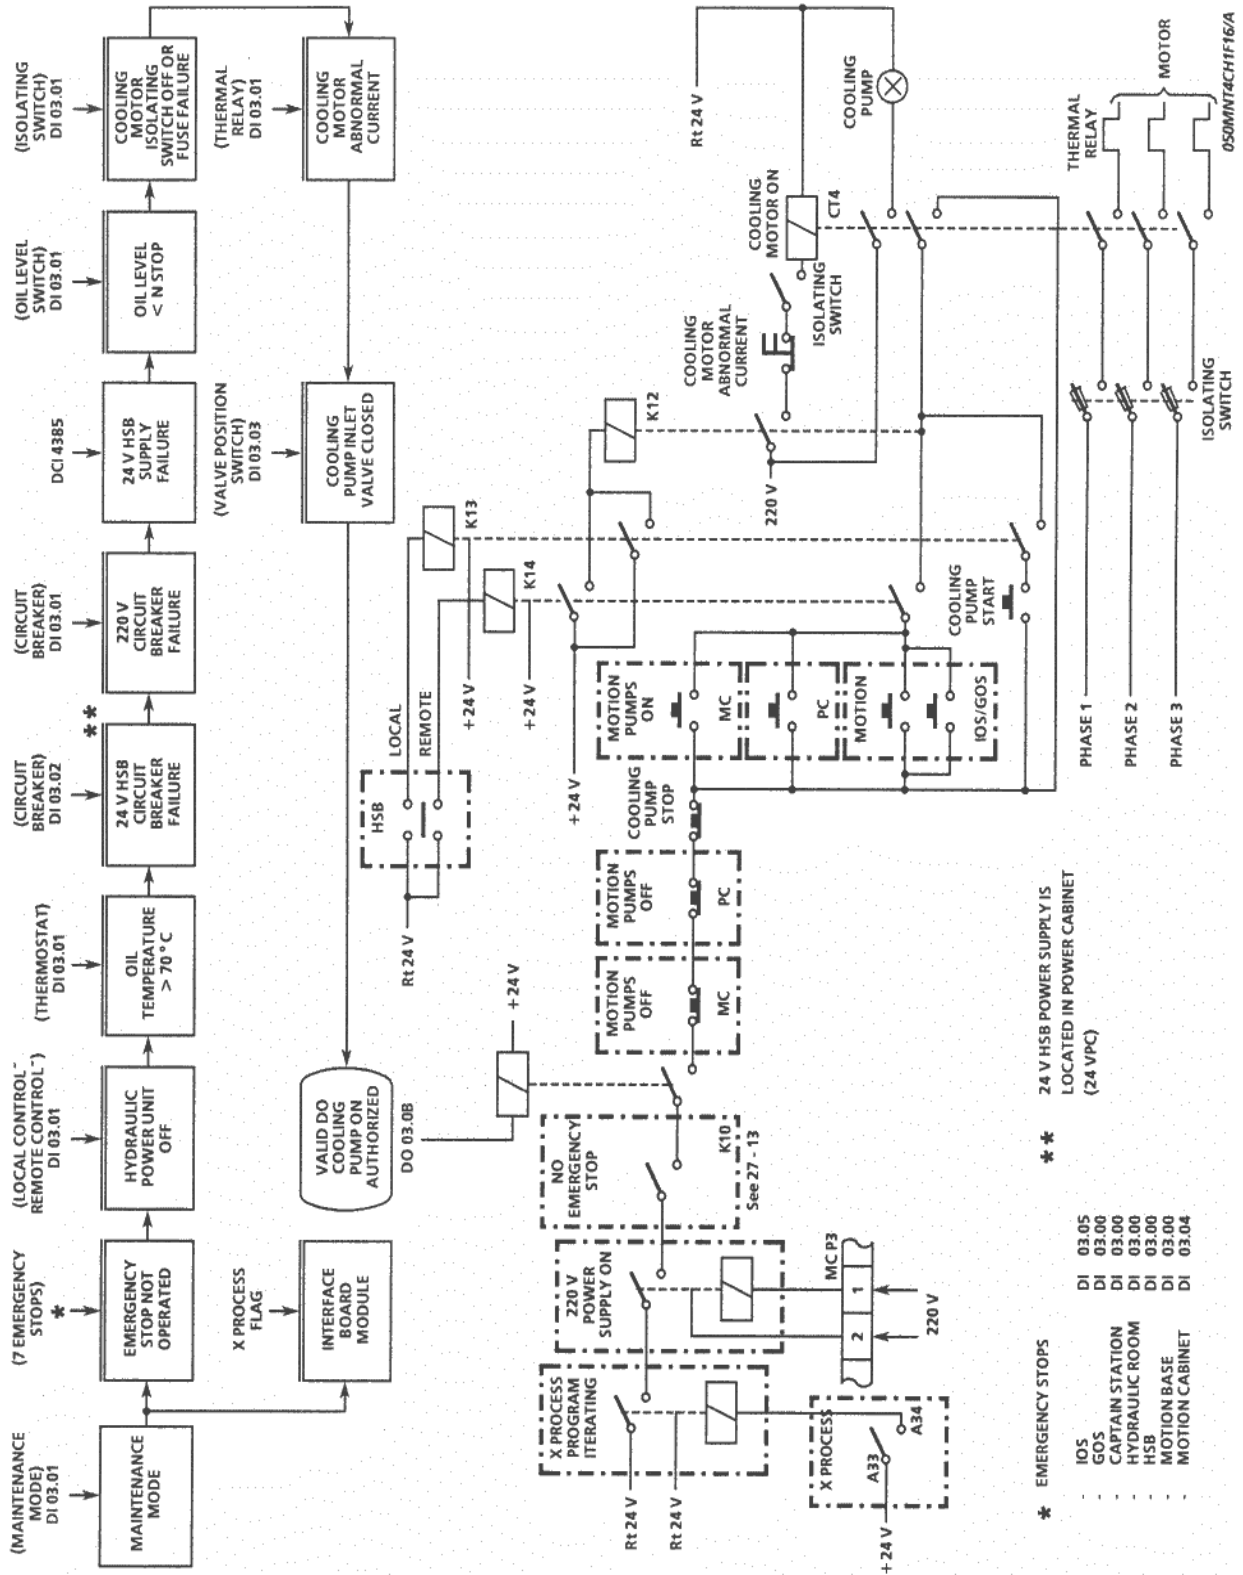 (MAINTENANCE
MODE)
DI 03.01
MAINTENANCE
MODE
(7 EMERGENCY
STOPS)
*
EMERGENCY
STOP NOT
OPERATED
(LOCAL CONTROL-
REMOTE CONTROL-)
DI 03.01
HYDRAULIC
POWER UNIT
OFF
(THERMOSTAT)
DI 03.01
OIL
TEMPERATURE
> 70° C
(CIRCUIT
BREAKER)
DI 03.02
24 V HSB
CIRCUIT
BREAKER
FAILURE
**
(CIRCUIT
BREAKER)
DI 03.01
220 V
CIRCUIT
BREAKER
FAILURE
DCI 4385
24 V HSB
SUPPLY
FAILURE
(OIL LEVEL
SWITCH)
DI 03.01
OIL LEVEL
< N STOP
(ISOLATING
SWITCH)
DI 03.01
COOLING
MOTOR
ISOLATING
SWITCH OFF OR
FUSE FAILURE
X PROCESS
FLAG
INTERFACE
BOARD
MODULE
VALID DO
COOLING
PUMP ON
AUTHORIZED
DO 03.0B
(VALVE POSITION
SWITCH)
DI 03.03
COOLING
PUMP INLET
VALVE CLOSED
(THERMAL
RELAY)
DI 03.01
COOLING
MOTOR
ABNORMAL
CURRENT
+24 V
Rt 24 V
HSB
LOCAL
REMOTE
+24 V
+24 V
K13
K14
K12
+24 V
X PROCESS
PROGRAM
ITERATING
Rt 24 V
Rt 24 V
220 V
POWER
SUPPLY ON
NO
EMERGENCY
STOP
K10
See 27 - 13
MOTION
PUMPS
OFF
MC
MOTION
PUMPS
OFF
PC
COOLING
PUMP
STOP
MOTION
PUMPS
ON
MC
PC
MOTION
IOS/GOS
COOLING
PUMP
START
220 V
COOLING
MOTOR
ABNORMAL
CURRENT
ISOLATING
SWITCH
COOLING
MOTOR ON
CT4
Rt 24 V
COOLING
PUMP
X PROCESS
A33
A34
+24 V
MC P3
2
1
220 V
PHASE 1
PHASE 2
PHASE 3
ISOLATING
SWITCH
THERMAL
RELAY
MOTOR
* EMERGENCY STOPS
- IOS DI 03.05
- GOS DI 03.00
- CAPTAIN STATION DI 03.00
- HYDRAULIC ROOM DI 03.00
- HSB DI 03.00
- MOTION BASE DI 03.00
- MOTION CABINET DI 03.04
** 24 V HSB POWER SUPPLY IS
LOCATED IN POWER CABINET
(24 VPC)
050MNT4CH1F16/A